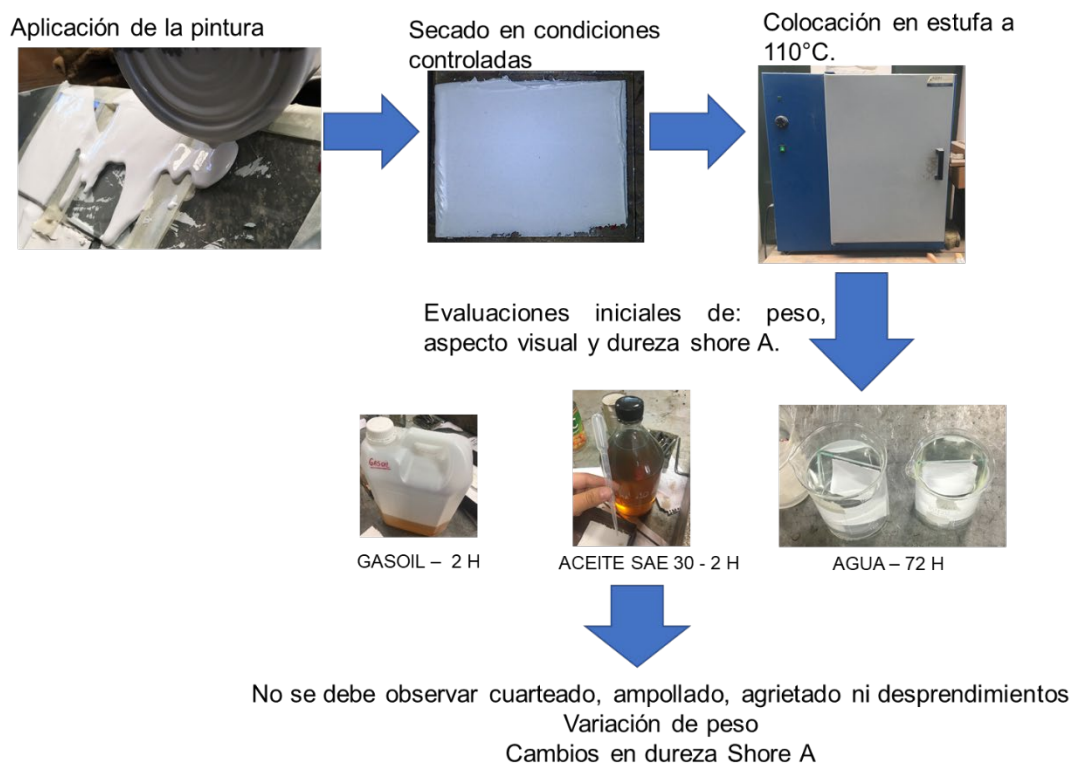 Aplicación de la pintura
Secado en condiciones
controladas
Colocación en estufa a
110°C.
Evaluaciones iniciales de: peso,
aspecto visual y dureza shore A.
Gasoil
GASOIL – 2 H
ACEITE SAE 30 - 2 H
AGUA – 72 H
No se debe observar cuarteado, ampollado, agrietado ni desprendimientos
Variación de peso
Cambios en dureza Shore A